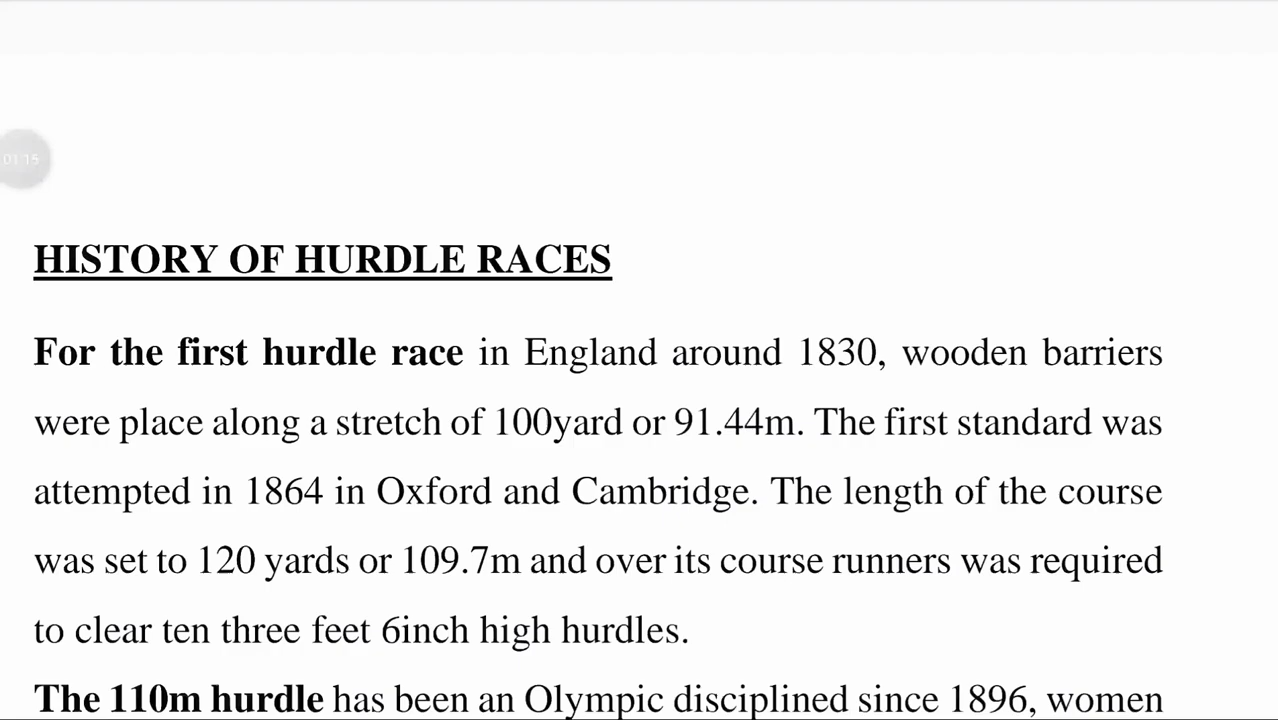 01:15
HISTORY OF HURDLE RACES
For the first hurdle race in England around 1830, wooden barriers
were place along a stretch of 100yard or 91.44m. The first standard was
attempted in 1864 in Oxford and Cambridge. The length of the course
was set to 120 yards or 109.7m and over its course runners was required
to clear ten three feet 6inch high hurdles.
The 110m hurdle has been an Olympic disciplined since 1896, women